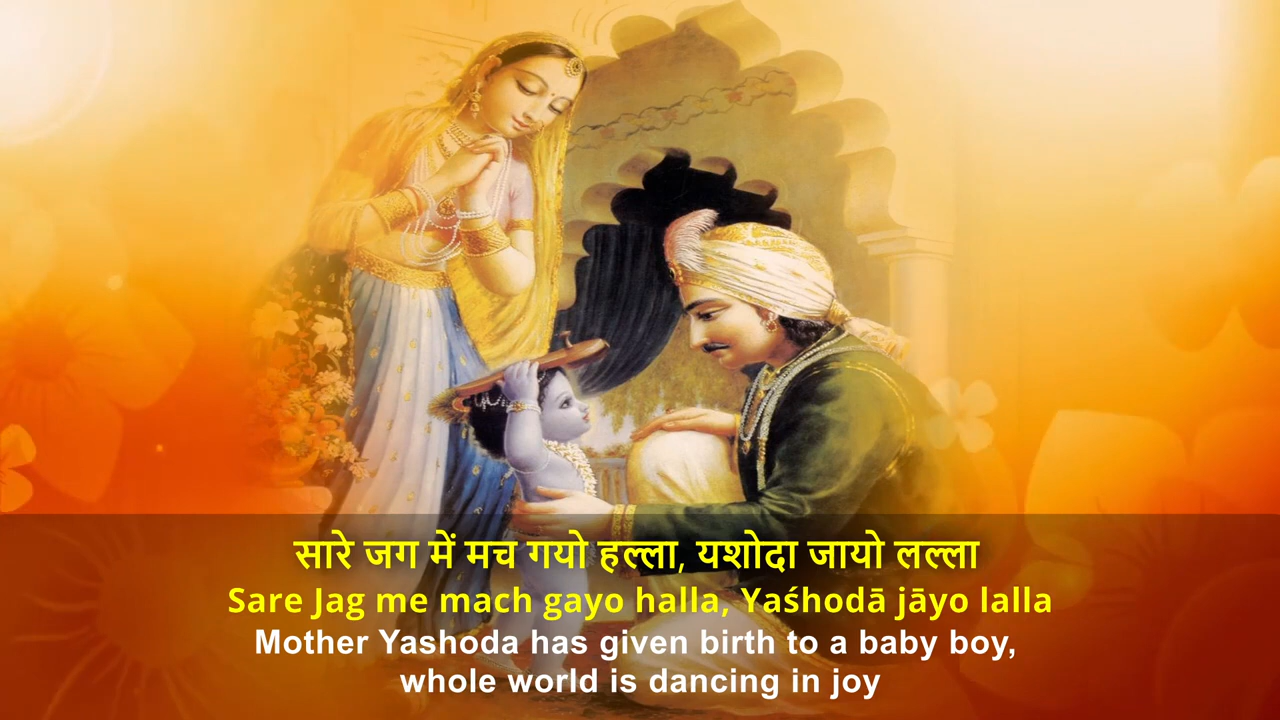 सारे जग में मच गयो हल्ला, यशोदा जायो लल्ला
Sare Jag me mach gayo halla, Yaśhodā jāyo lalla
Mother Yashoda has given birth to a baby boy,
whole world is dancing in joy